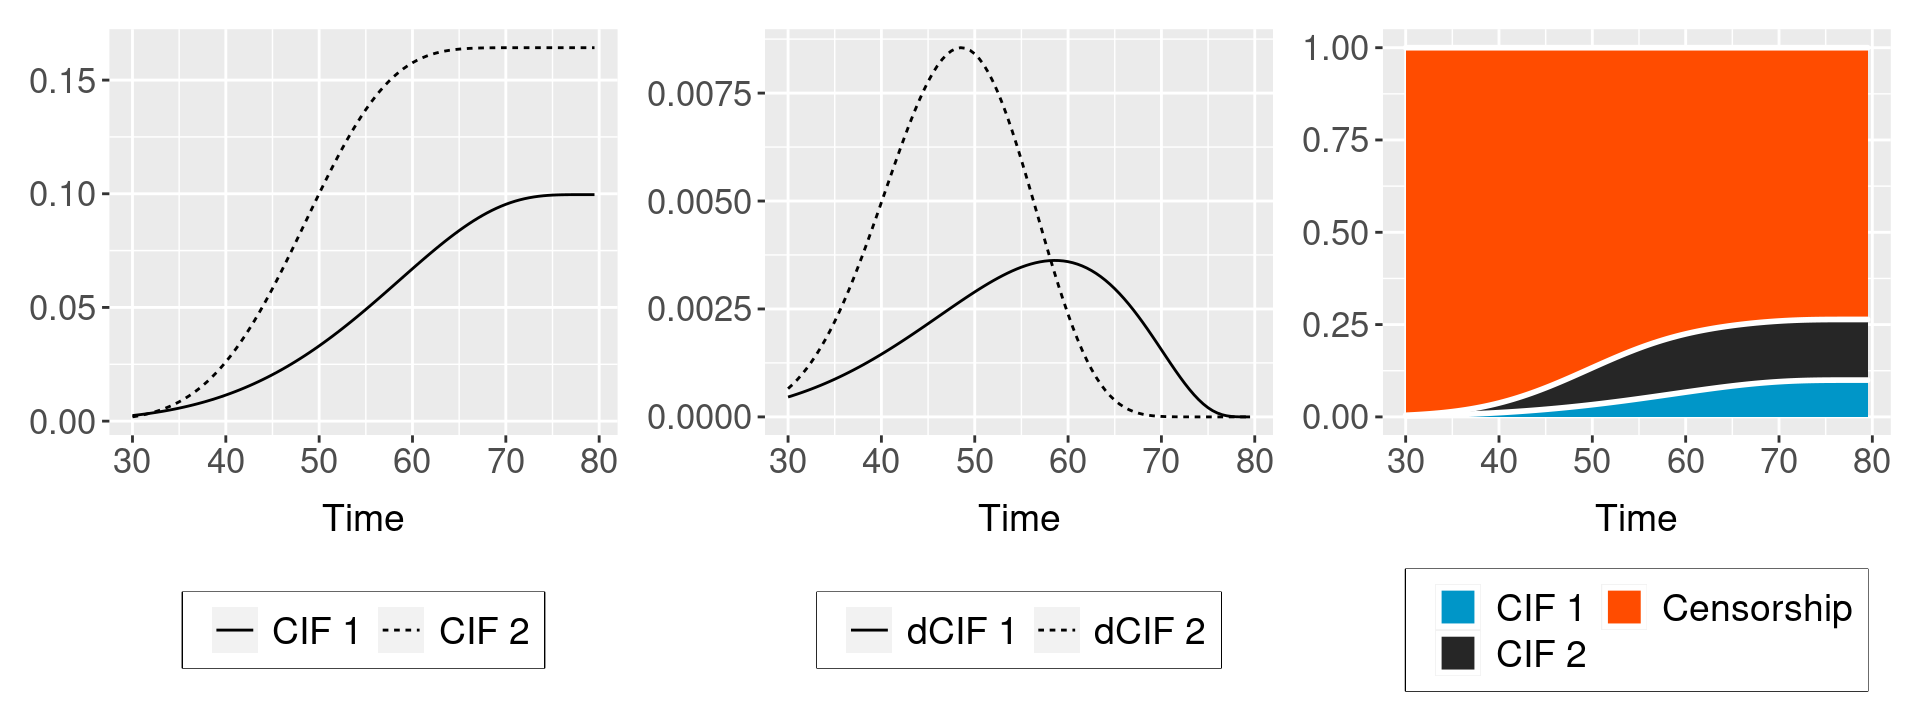 0.15
0.10
0.05
0.00
30 40 50 60 70 80
Time
CIF 1 CIF 2
0.0075
0.0050
0.0025
0.0000
30 40 50 60 70 80
Time
dCIF 1 dCIF 2
1.00
0.75
0.50
0.25
0.00
30 40 50 60 70 80
Time
CIF 1 Censorship
CIF 2